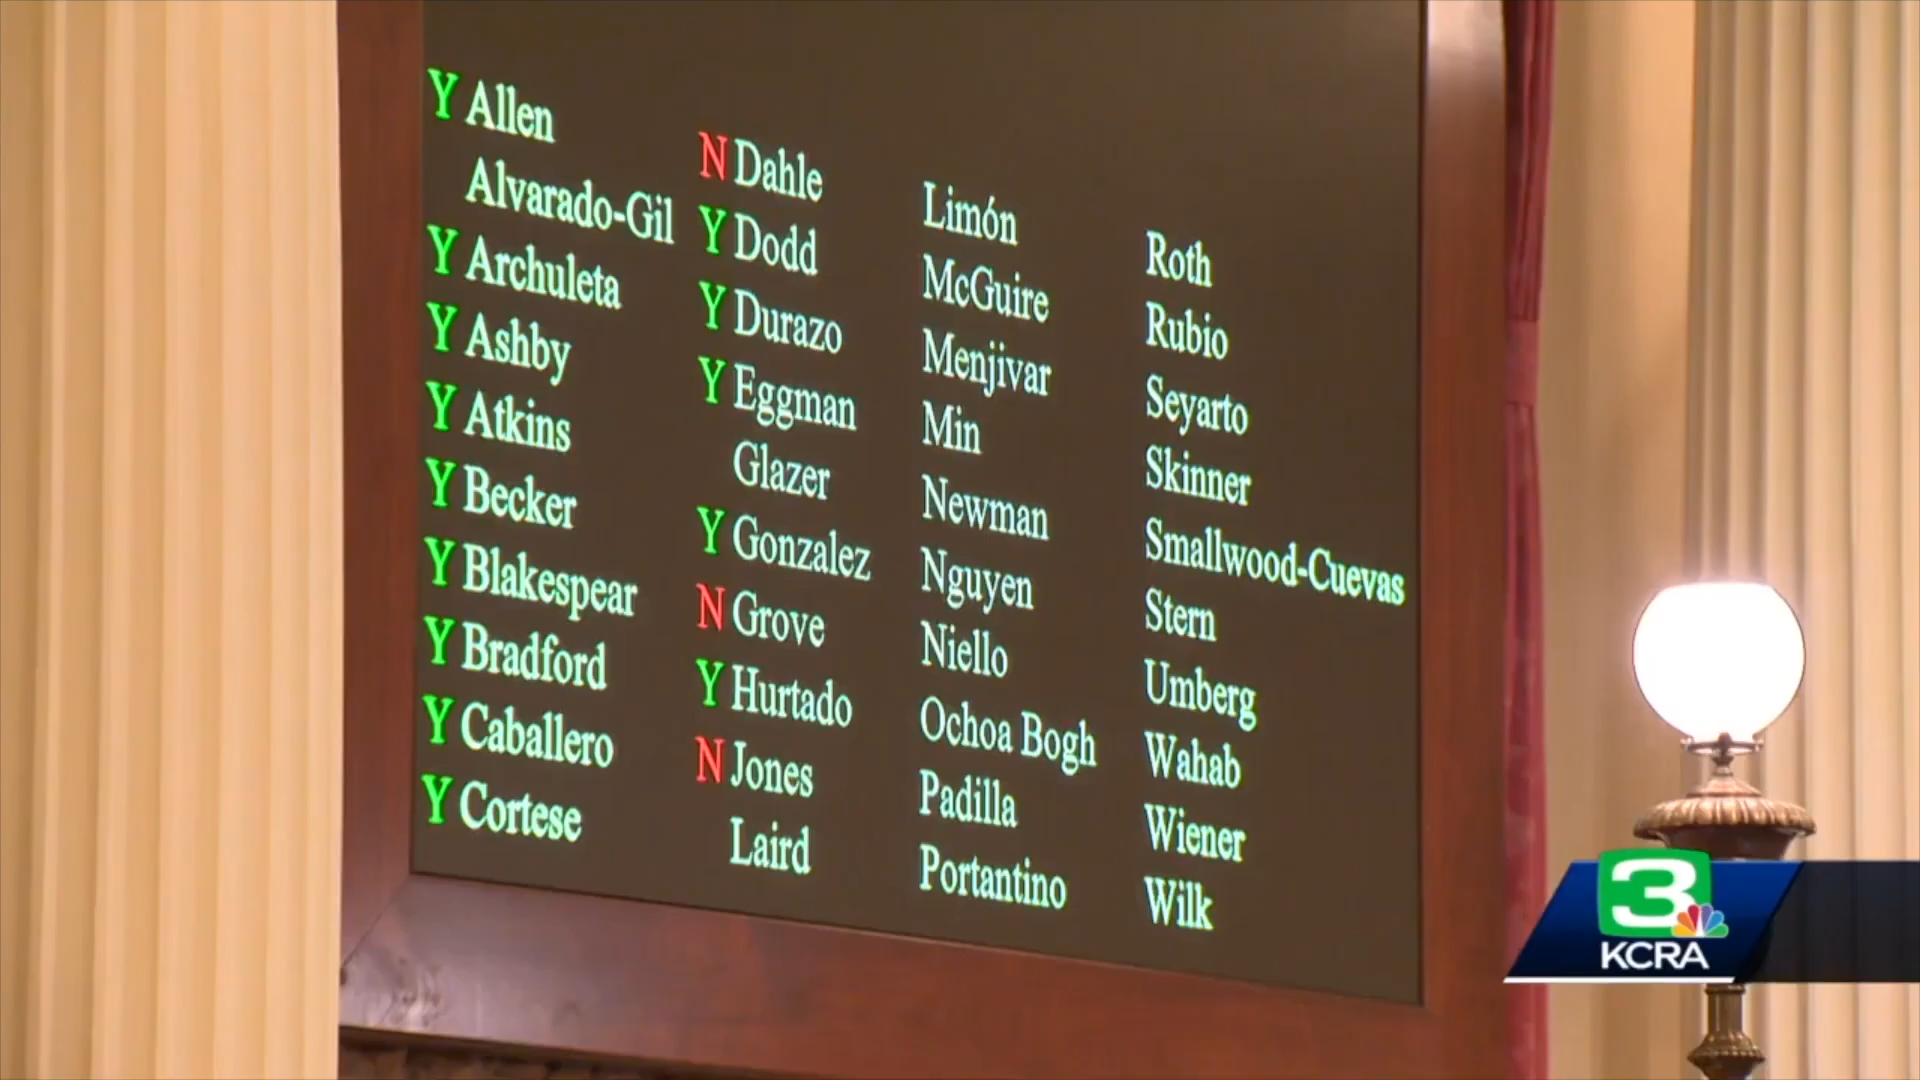 Y Allen
Alvarado-Gil
Y Archuleta
Y Ashby
Y Atkins
Y Becker
Y Blakespear
Y Bradford
Y Caballero
Y Cortese
N Dahle
Y Dodd
Y Durazo
Y Eggman
Glazer
Y Gonzalez
N Grove
Y Hurtado
N Jones
Laird
Limón
McGuire
Menjivar
Min
Newman
Nguyen
Niello
Ochoa Bogh
Padilla
Portantino
Roth
Rubio
Seyarto
Skinner
Smallwood-Cuevas
Stern
Umberg
Wahab
Wiener
Wilk
3
KCRA